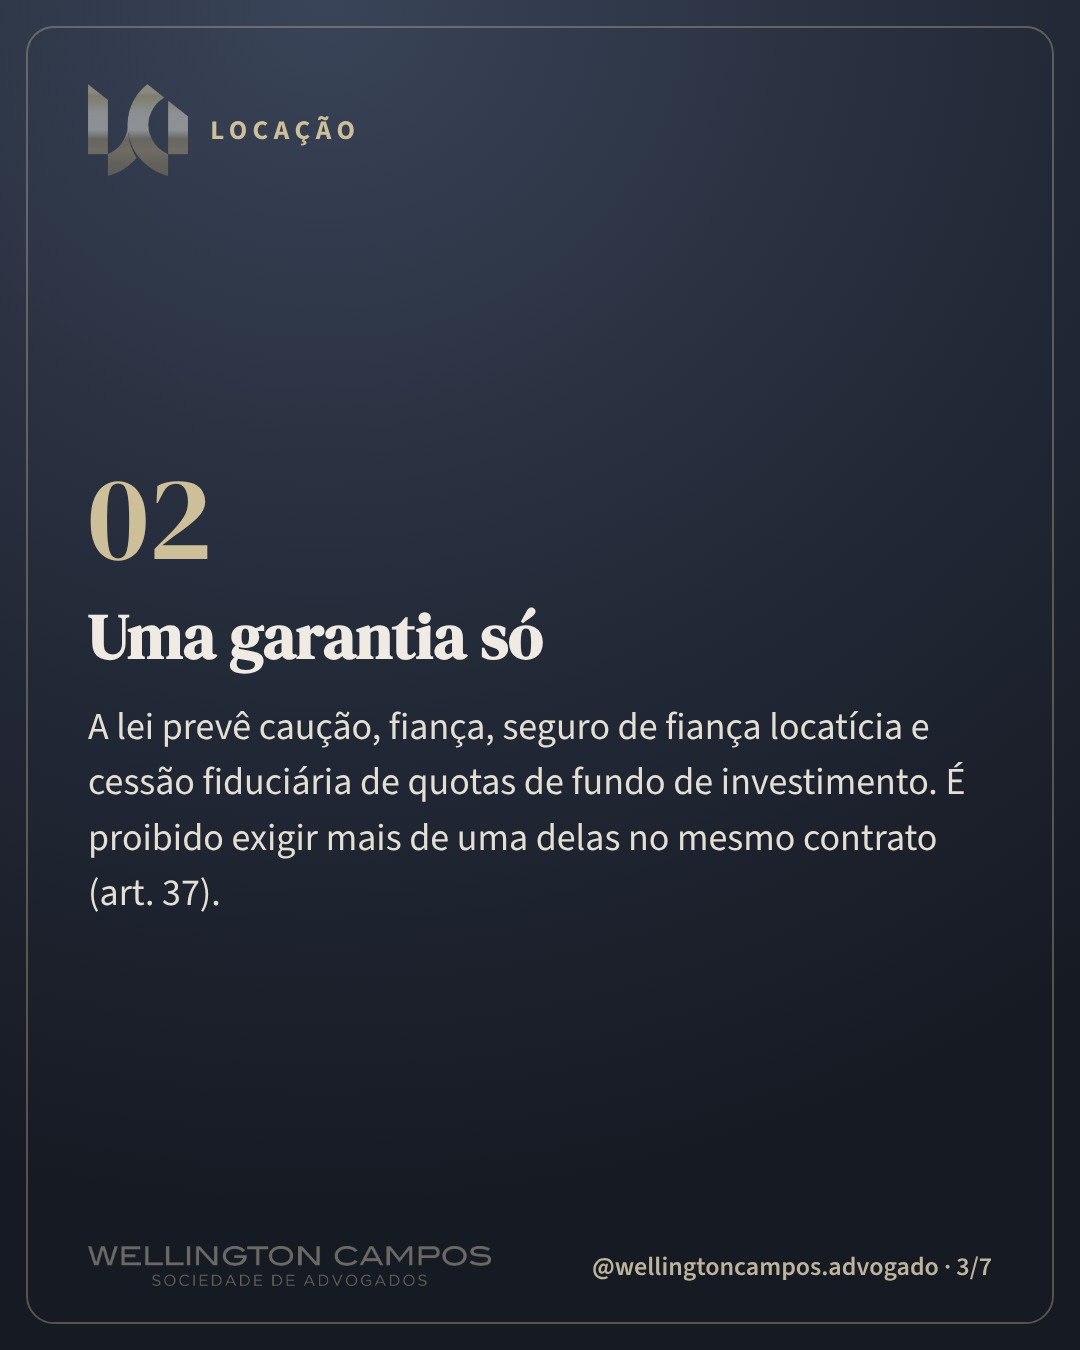 LOCAÇÃO
02
Uma garantia só
A lei prevê caução, fiança, seguro de fiança locatícia e
cessão fiduciária de quotas de fundo de investimento. É
proibido exigir mais de uma delas no mesmo contrato
(art. 37).
WELLINGTON CAMPOS
SOCIEDADE DE ADVOGADOS
@wellingtoncampos.advogado · 3/7